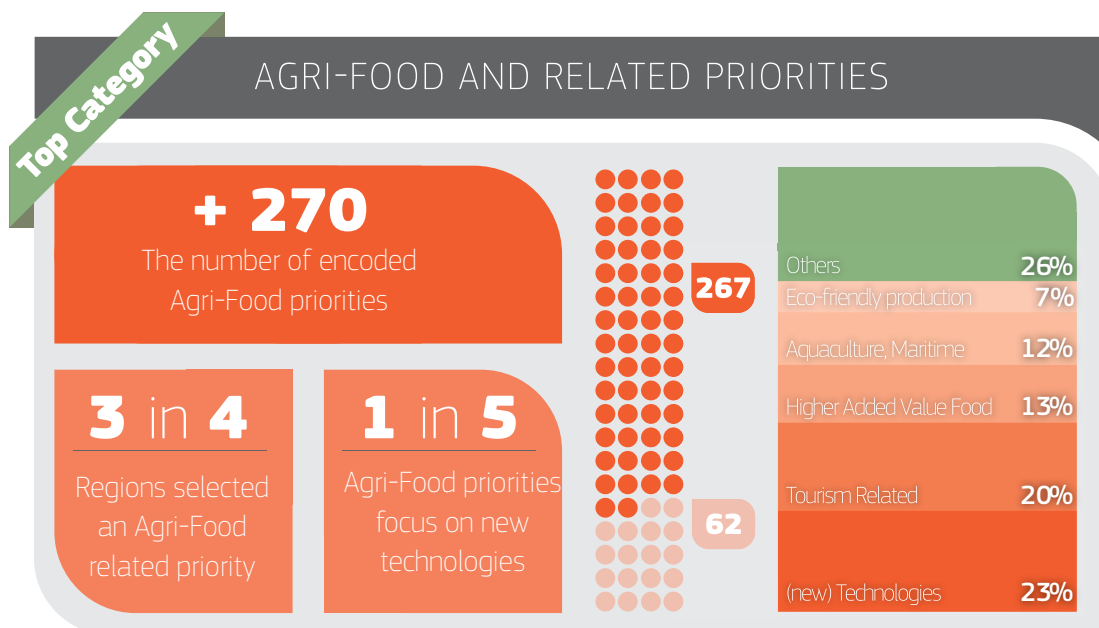 Top Category
AGRI-FOOD AND RELATED PRIORITIES
+ 270
The number of encoded
Agri-Food priorities
3 in 4
Regions selected
an Agri-Food
related priority
1 in 5
Agri-Food priorities
focus on new
technologies
267
62
Others 26%
Eco-friendly production 7%
Aquaculture, Maritime 12%
Higher Added Value Food 13%
Tourism Related 20%
(new) Technologies 23%